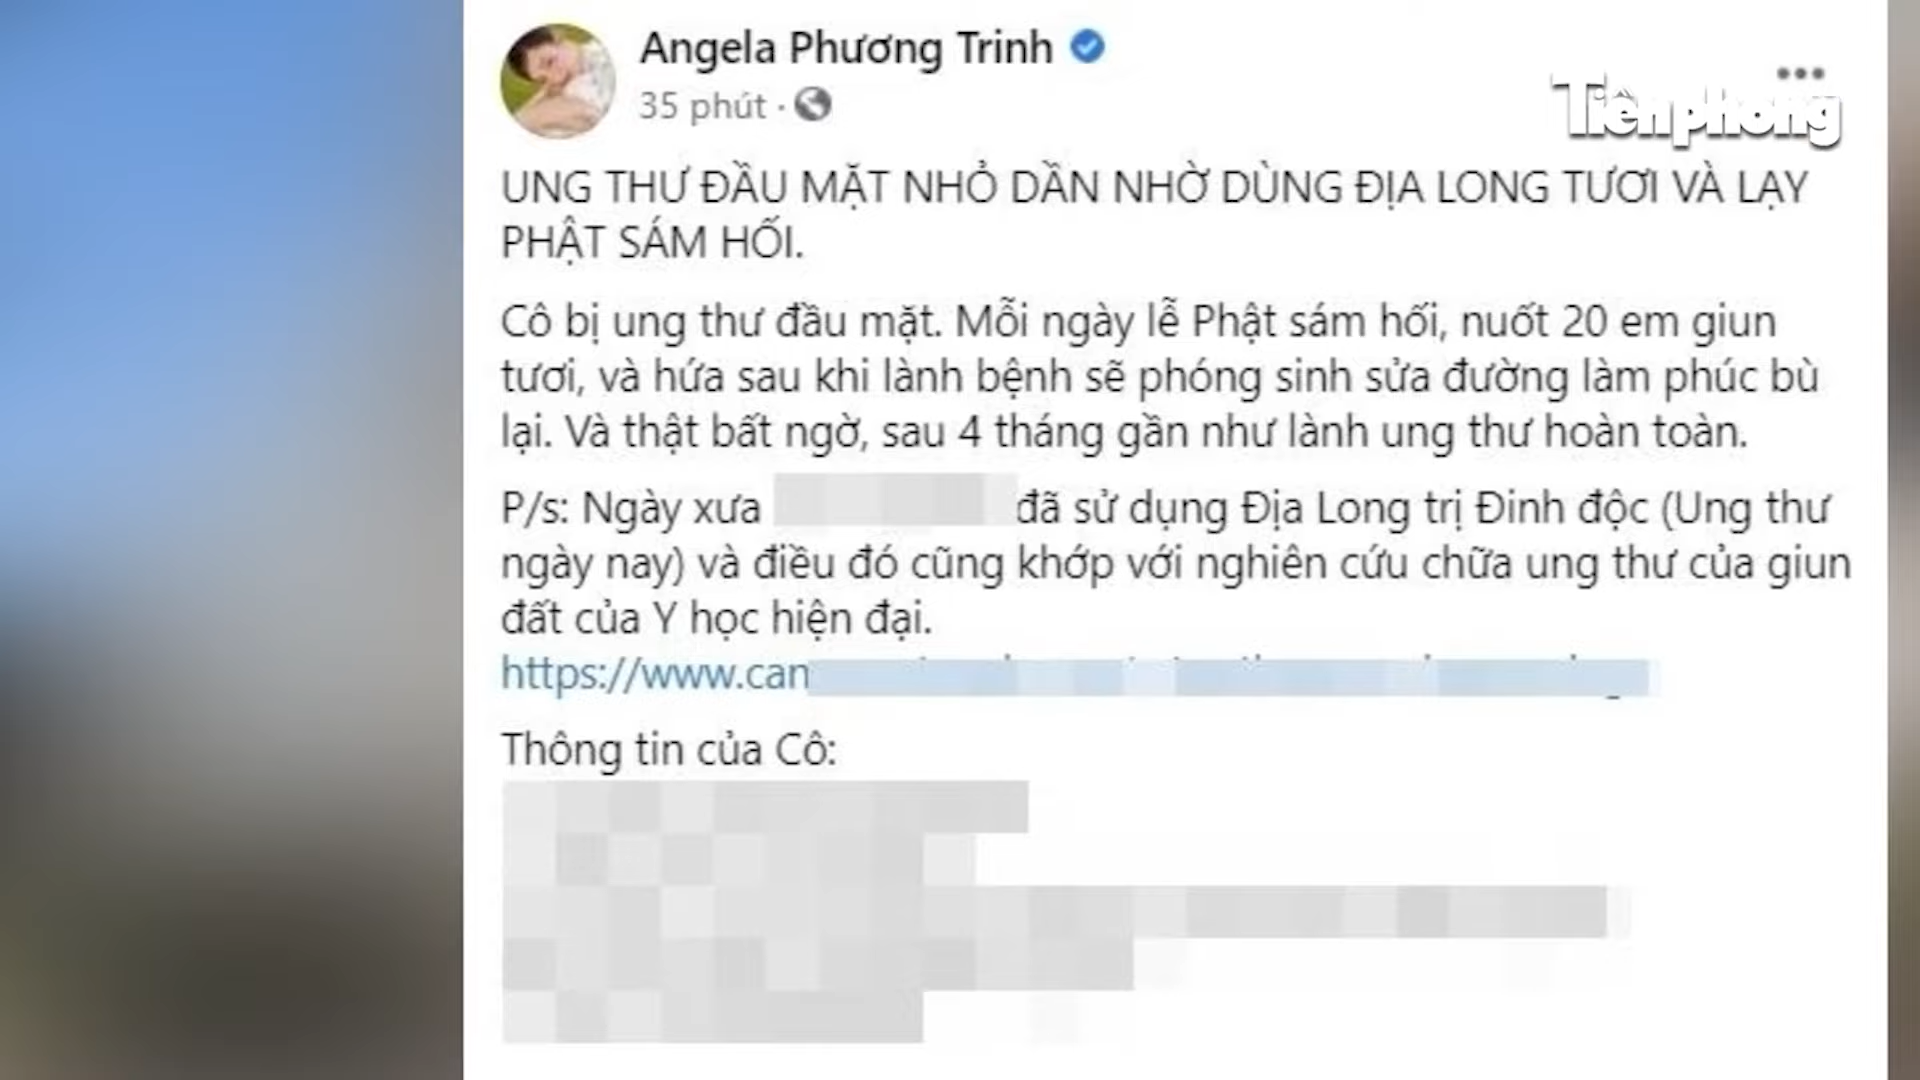 Angela Phương Trinh
35 phút ·
Tiền phong
UNG THƯ ĐẦU MẶT NHỎ DẦN NHỜ DÙNG ĐỊA LONG TƯƠI VÀ LẠY
PHẬT SÁM HỐI.
Cô bị ung thư đầu mặt. Mỗi ngày lễ Phật sám hối, nuốt 20 em giun
tươi, và hứa sau khi lành bệnh sẽ phóng sinh sửa đường làm phúc bù
lại. Và thật bất ngờ, sau 4 tháng gần như lành ung thư hoàn toàn.
P/s: Ngày xưa đã sử dụng Địa Long trị Đinh độc (Ung thư
ngày nay) và điều đó cũng khớp với nghiên cứu chữa ung thư của giun
đất của Y học hiện đại.
https://www.can
Thông tin của Cô: